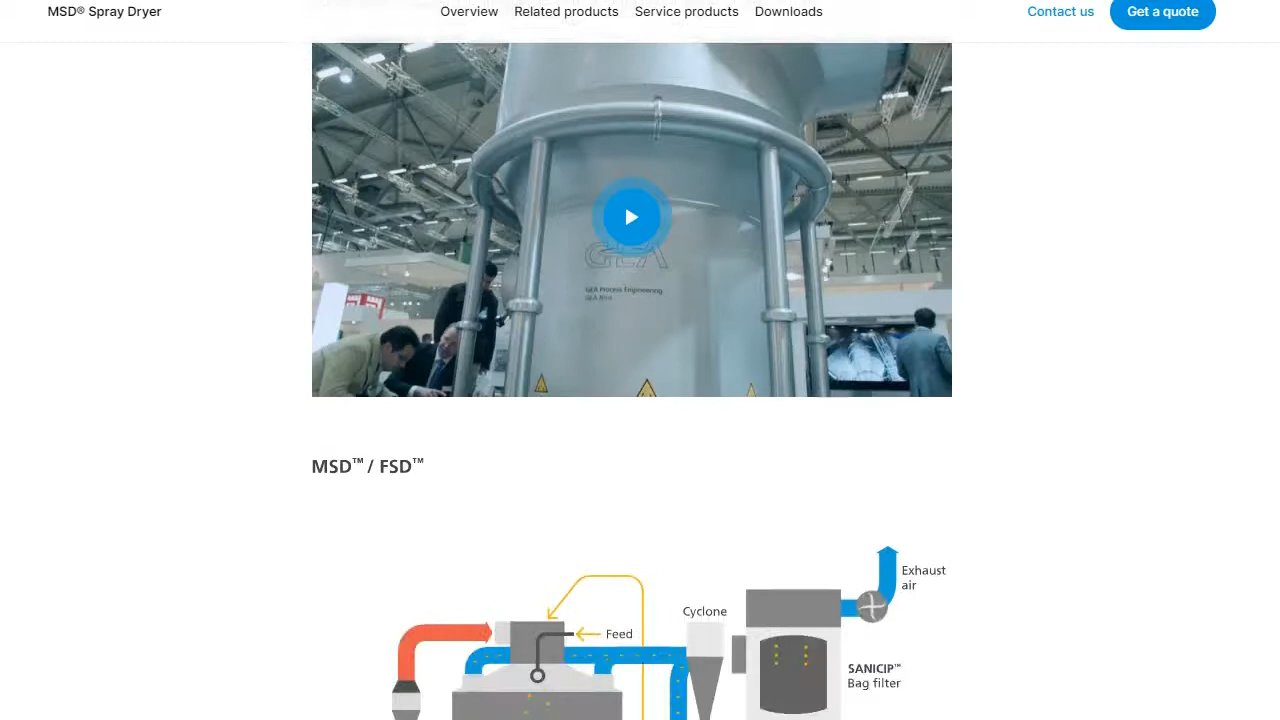 MSD® Spray Dryer
Overview
Related products
Service products
Downloads
Contact us
Get a quote
GEA
GEA Process Engineering
MSD™ / FSD™
Exhaust
air
Cyclone
Feed
SANICIP™
Bag filter